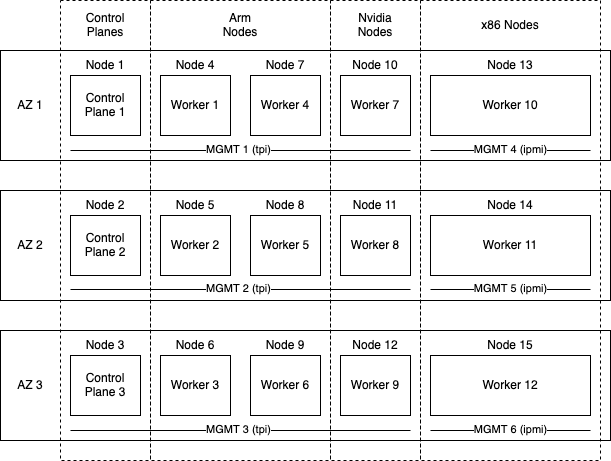 Control
Planes
Arm
Nodes
Nvidia
Nodes
x86 Nodes
AZ 1
Node 1
Node 4
Node 7
Node 10
Node 13
Control
Plane 1
Worker 1
Worker 4
Worker 7
Worker 10
MGMT 1 (tpi)
MGMT 4 (ipmi)
AZ 2
Node 2
Node 5
Node 8
Node 11
Node 14
Control
Plane 2
Worker 2
Worker 5
Worker 8
Worker 11
MGMT 2 (tpi)
MGMT 5 (ipmi)
AZ 3
Node 3
Node 6
Node 9
Node 12
Node 15
Control
Plane 3
Worker 3
Worker 6
Worker 9
Worker 12
MGMT 3 (tpi)
MGMT 6 (ipmi)